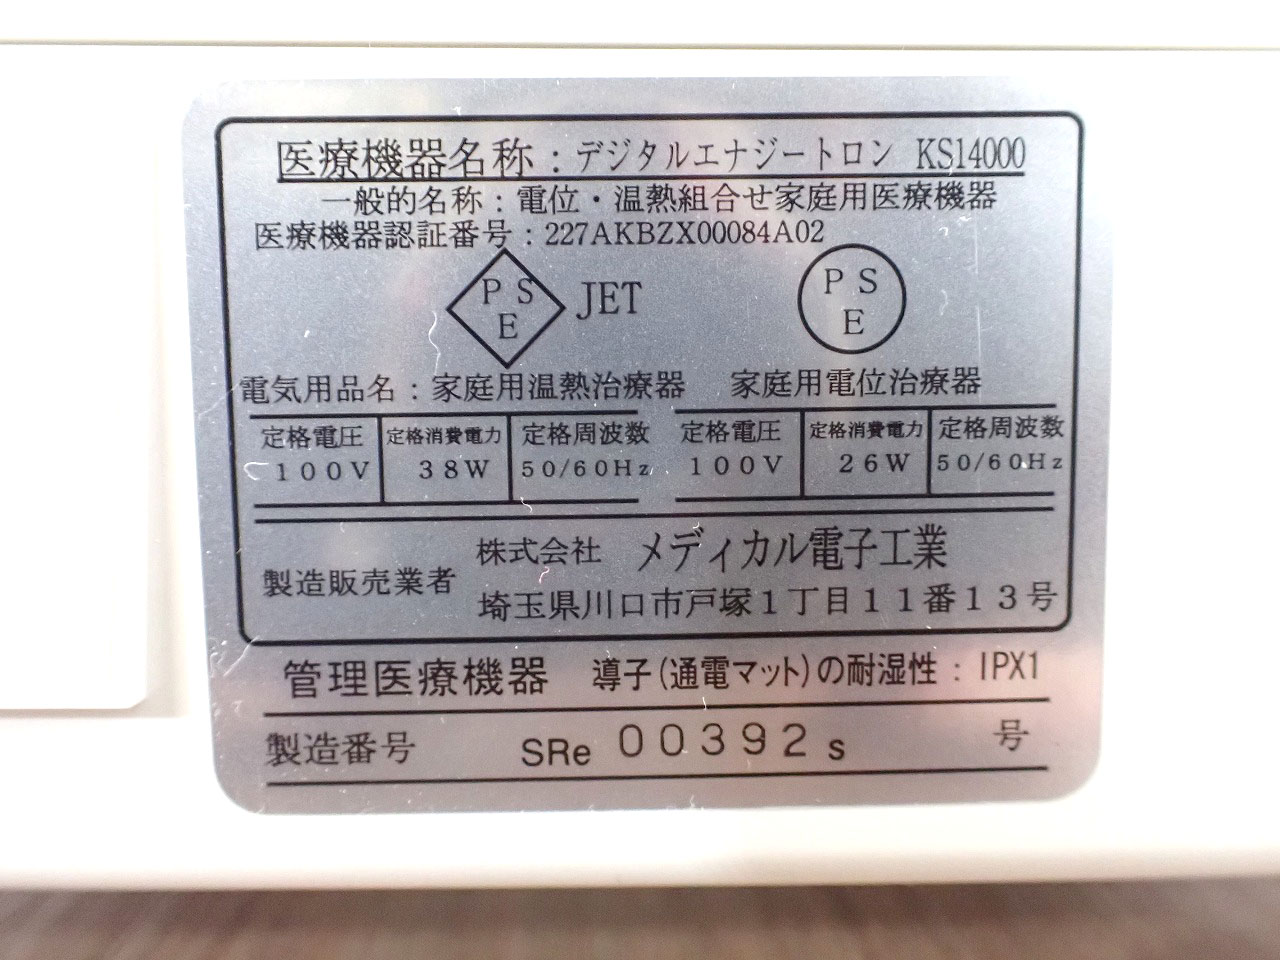 医療機器名称：デジタルエナジートロン KS14000
一般的名称：電位・温熱組合せ家庭用医療機器
医療機器認証番号：227AKBZX00084A02
PS
E
JET
PS
E
電気用品名：家庭用温熱治療器 家庭用電位治療器
定格電圧 定格消費電力 定格周波数 定格電圧 定格消費電力 定格周波数
100V 38W 50/60Hz 100V 26W 50/60Hz
製造販売業者 株式会社 メディカル電子工業
埼玉県川口市戸塚1丁目11番13号
管理医療機器 導子(通電マット)の耐湿性：IPX1
製造番号 SRe 00392s 号